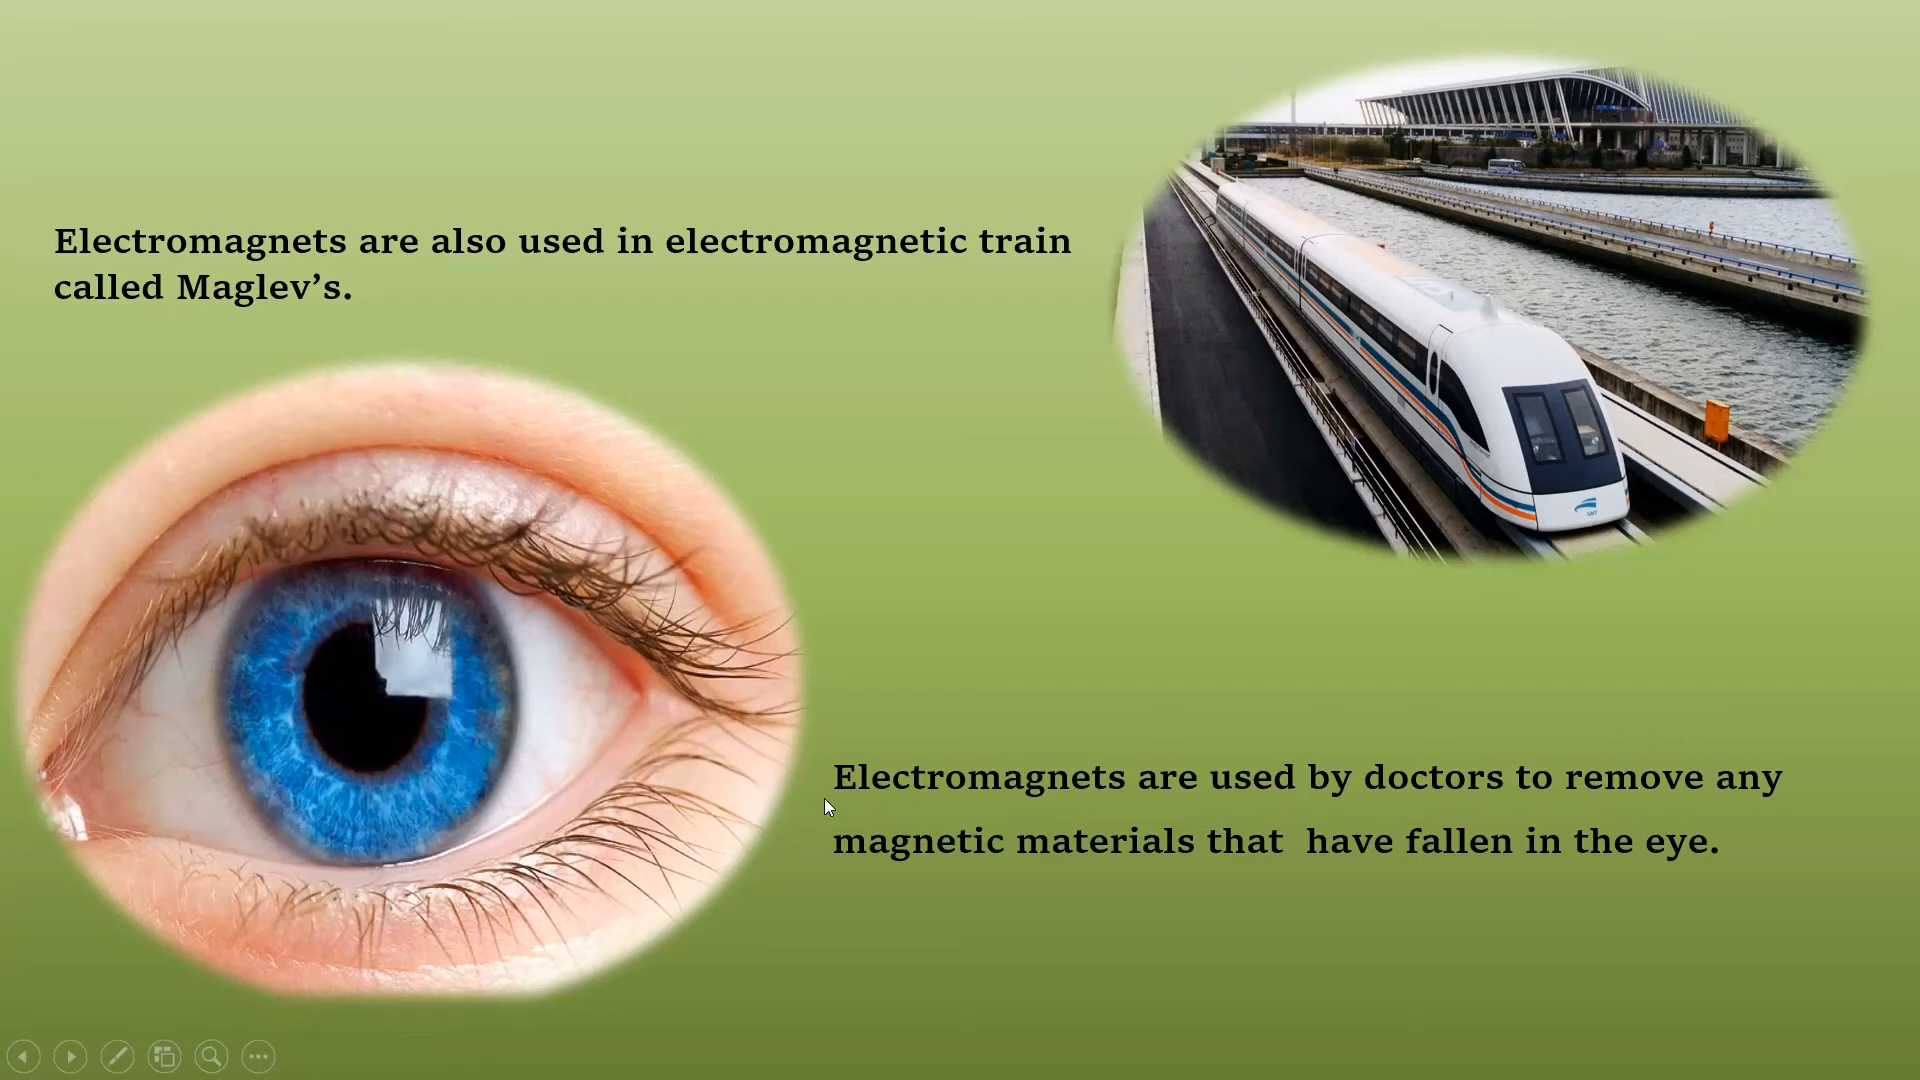 Electromagnets are also used in electromagnetic train
called Maglev’s.
Electromagnets are used by doctors to remove any
magnetic materials that  have fallen in the eye.